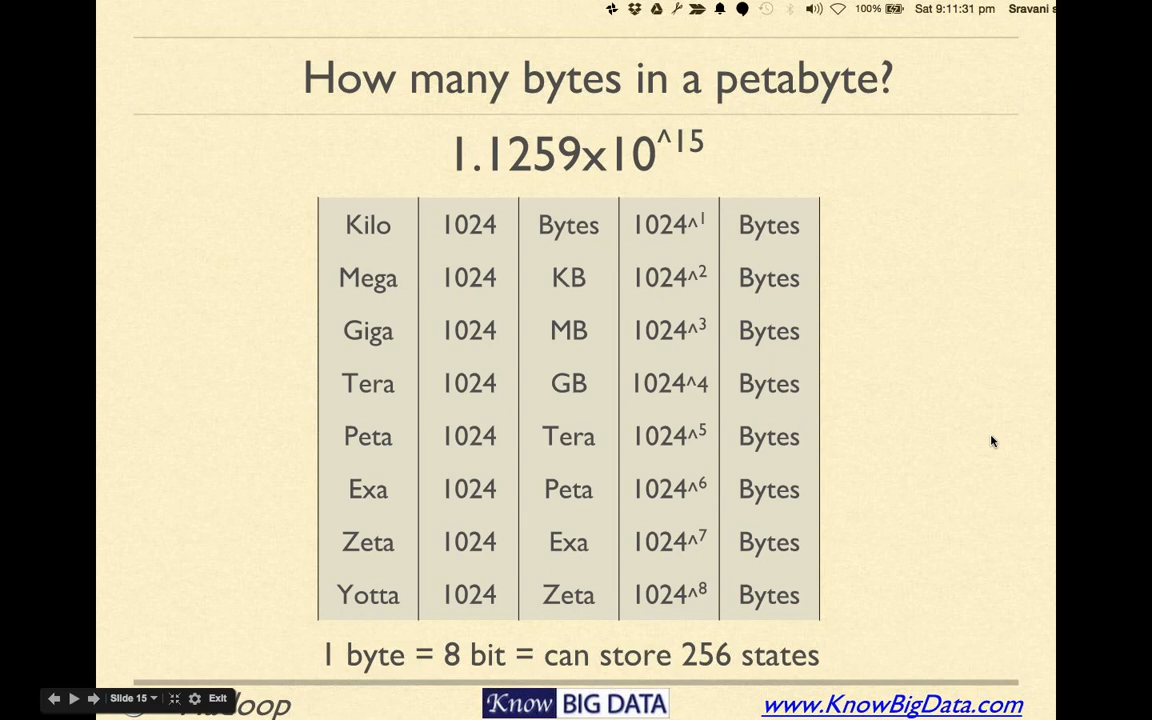 100% Sat 9:11:31 pm Sravani s
How many bytes in a petabyte?
1.1259x10^15
Kilo 1024 Bytes 1024^1 Bytes
Mega 1024 KB 1024^2 Bytes
Giga 1024 MB 1024^3 Bytes
Tera 1024 GB 1024^4 Bytes
Peta 1024 Tera 1024^5 Bytes
Exa 1024 Peta 1024^6 Bytes
Zeta 1024 Exa 1024^7 Bytes
Yotta 1024 Zeta 1024^8 Bytes
1 byte = 8 bit = can store 256 states
Slide 15 Exit
Know BIG DATA
www.KnowBigData.com